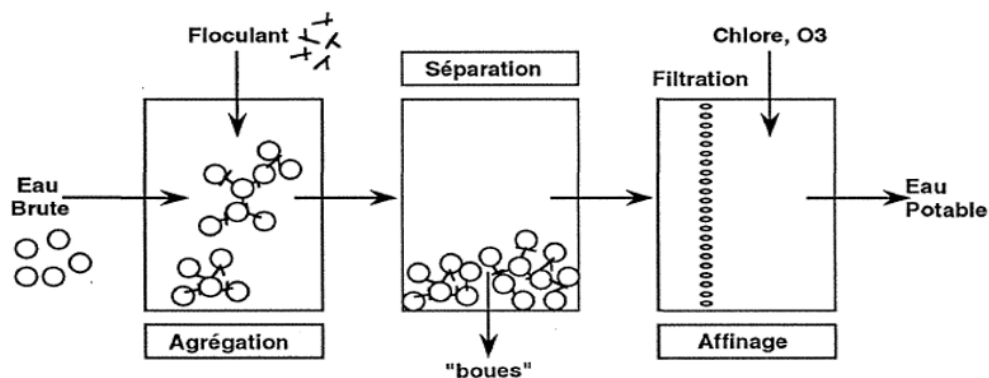 Floculant
Chlore, O3
Séparation
Filtration
Eau
Brute
Eau
Potable
Agrégation
Affinage
"boues"